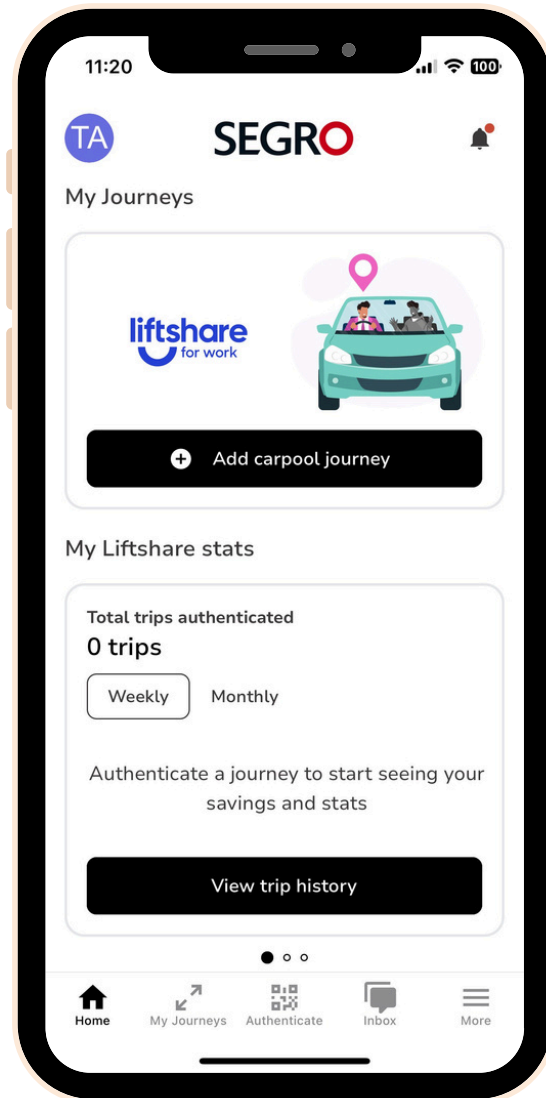 11:20
100
TA
SEGRO
My Journeys
liftshare
for work
Add carpool journey
My Liftshare stats
Total trips authenticated
0 trips
Weekly Monthly
Authenticate a journey to start seeing your
savings and stats
View trip history
Home My Journeys Authenticate Inbox More